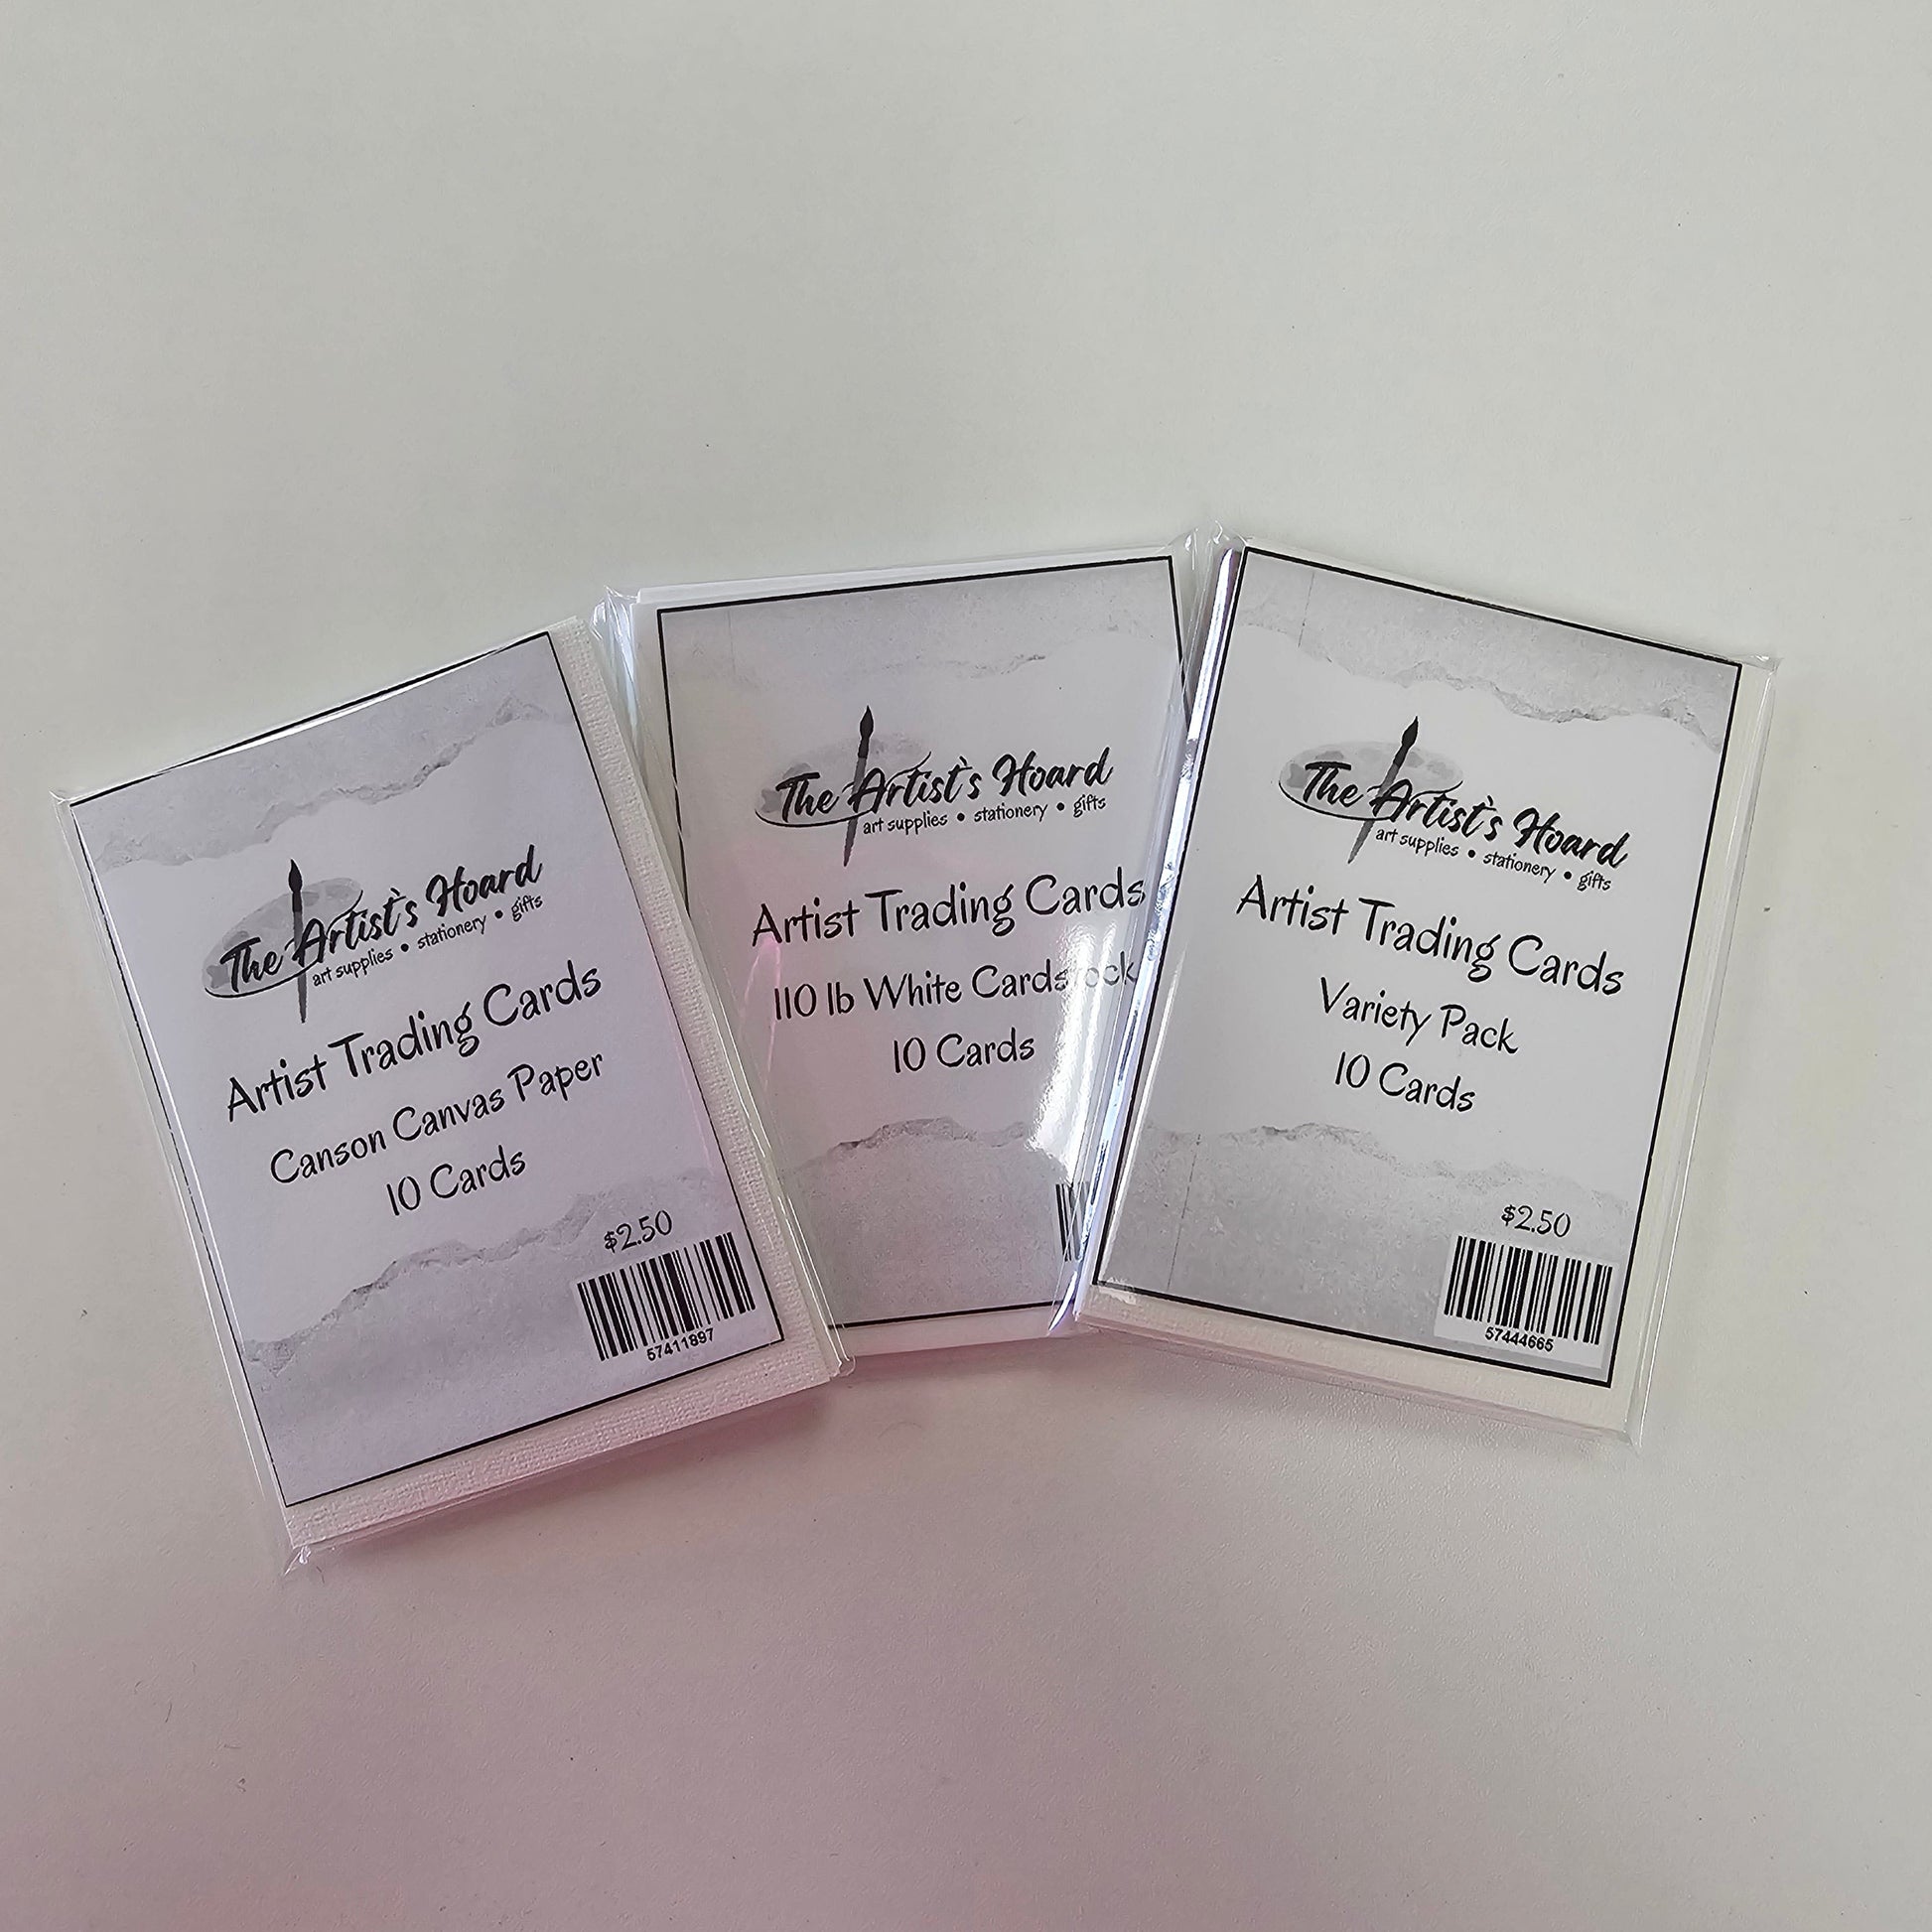 The Artist's Hoard
art supplies • stationery • gifts
Artist Trading Cards
Canson Canvas Paper
10 Cards
$2.50
57411897
The Artist's Hoard
art supplies • stationery • gifts
Artist Trading Cards
110 lb White Cardstock
10 Cards
The Artist's Hoard
art supplies • stationery • gifts
Artist Trading Cards
Variety Pack
10 Cards
$2.50
57444665